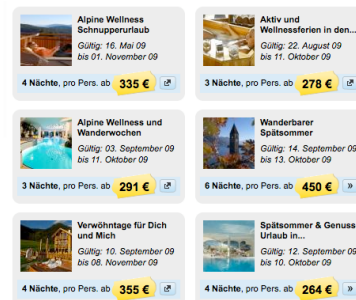 Alpine Wellness
Schnupperurlaub
Gültig: 16. Mai 09
bis 01. November 09
4 Nächte, pro Pers. ab 335 €
Aktiv und
Wellnessferien in den...
Gültig: 22. August 09
bis 11. Oktober 09
3 Nächte, pro Pers. ab 278 €
Alpine Wellness und
Wanderwochen
Gültig: 03. September 09
bis 11. Oktober 09
3 Nächte, pro Pers. ab 291 €
Wanderbarer
Spätsommer
Gültig: 14. September 09
bis 13. Oktober 09
6 Nächte, pro Pers. ab 450 € »
Verwöhntage für Dich
und Mich
Gültig: 10. September 09
bis 08. November 09
4 Nächte, pro Pers. ab 355 €
Spätsommer & Genuss
Urlaub in...
Gültig: 12. September 09
bis 10. Oktober 09
4 Nächte, pro Pers. ab 264 € »